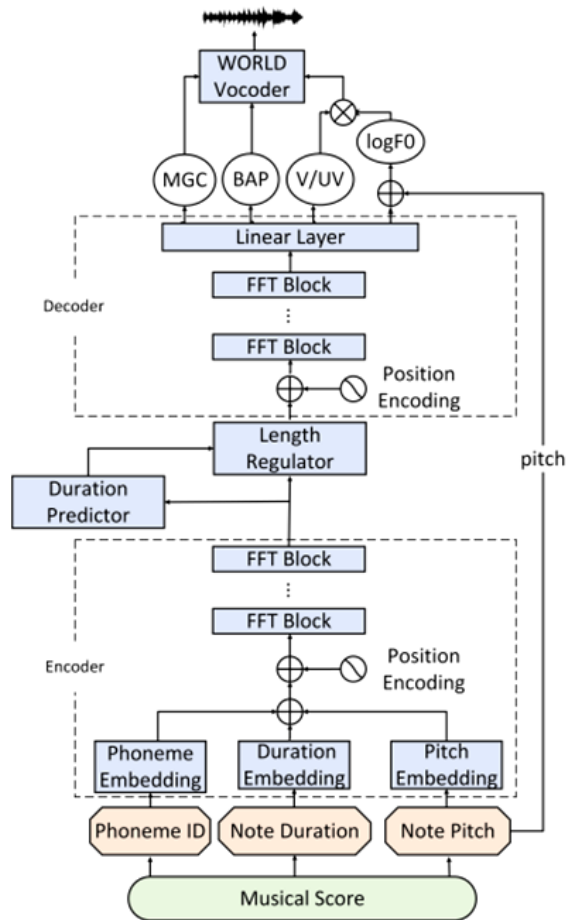 WORLD
Vocoder
logF0
MGC
BAP
V/UV
Linear Layer
FFT Block
Decoder
...
FFT Block
Position
Encoding
Length
Regulator
pitch
Duration
Predictor
FFT Block
...
FFT Block
Encoder
Position
Encoding
Phoneme
Embedding
Duration
Embedding
Pitch
Embedding
Phoneme ID
Note Duration
Note Pitch
Musical Score